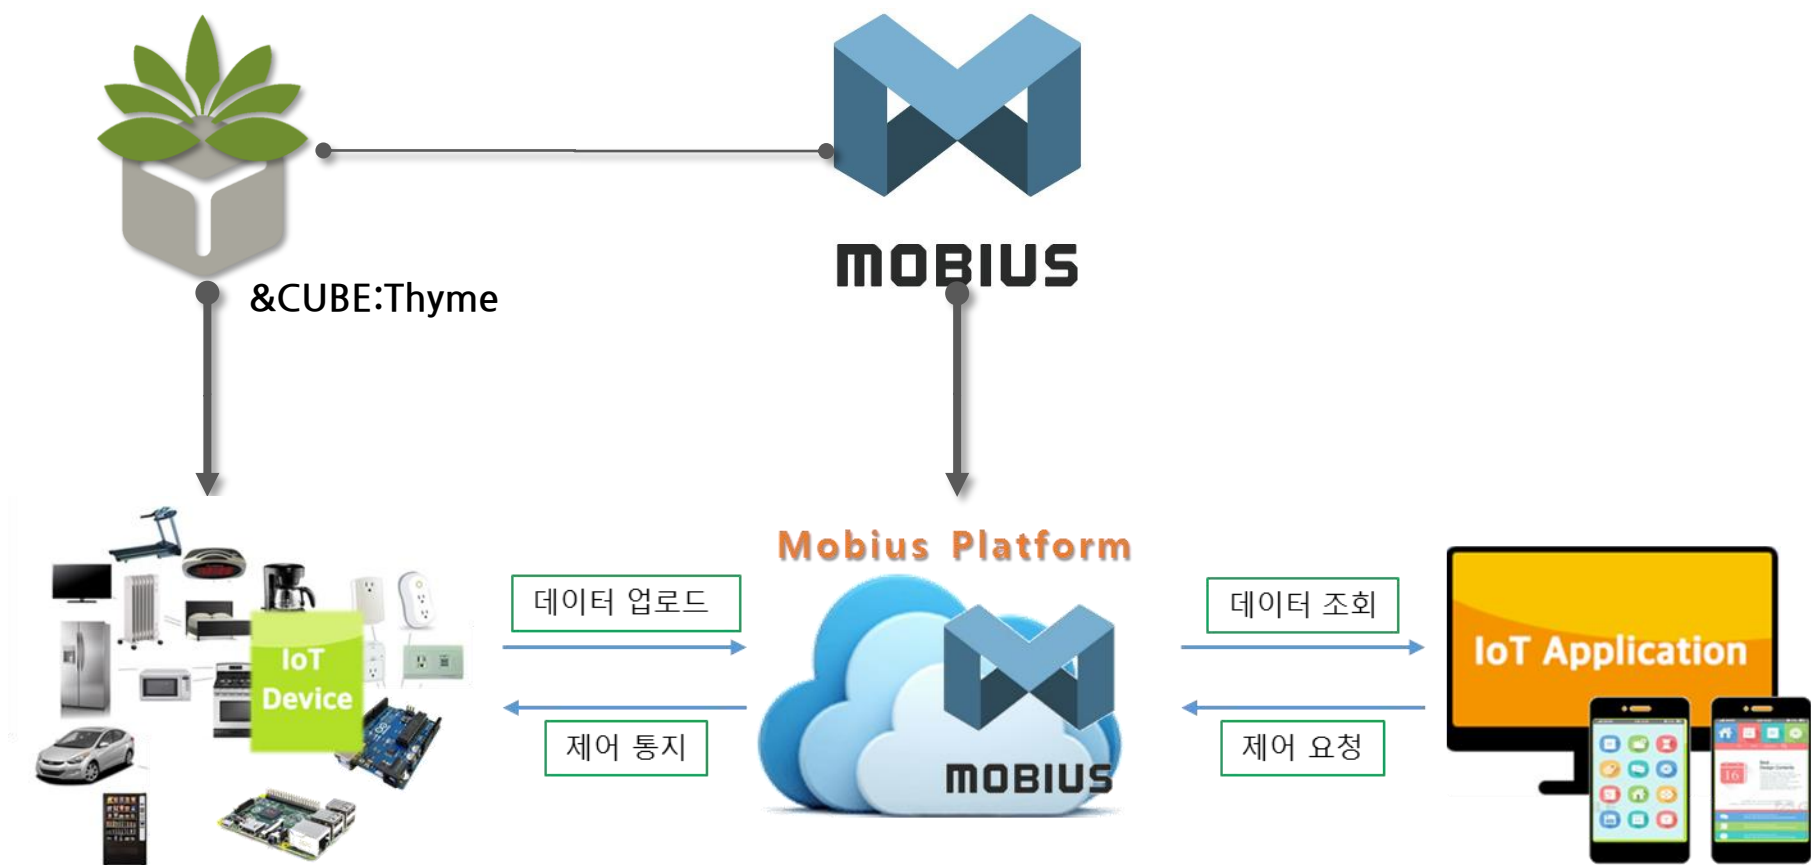 MOBIUS
&CUBE:Thyme
Mobius Platform
데이터 업로드
데이터 조회
IoT
Device
IoT Application
제어 통지
제어 요청
MOBIUS
16